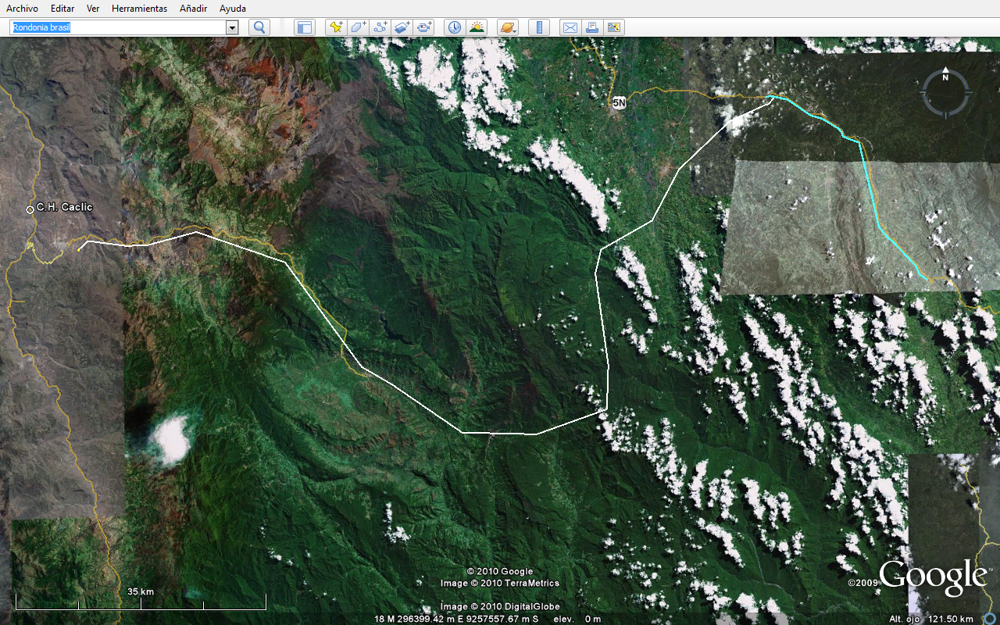 Archivo Editar Ver Herramientas Añadir Ayuda
Rondonia brasil
N
5N
C.H. Caclic
35 km
© 2010 Google
Image © 2010 TerraMetrics
Image © 2010 DigitalGlobe
©2009 Google™
18 M 296399.42 m E 9257557.67 m S elev. 0 m
Alt. ojo 121.50 km